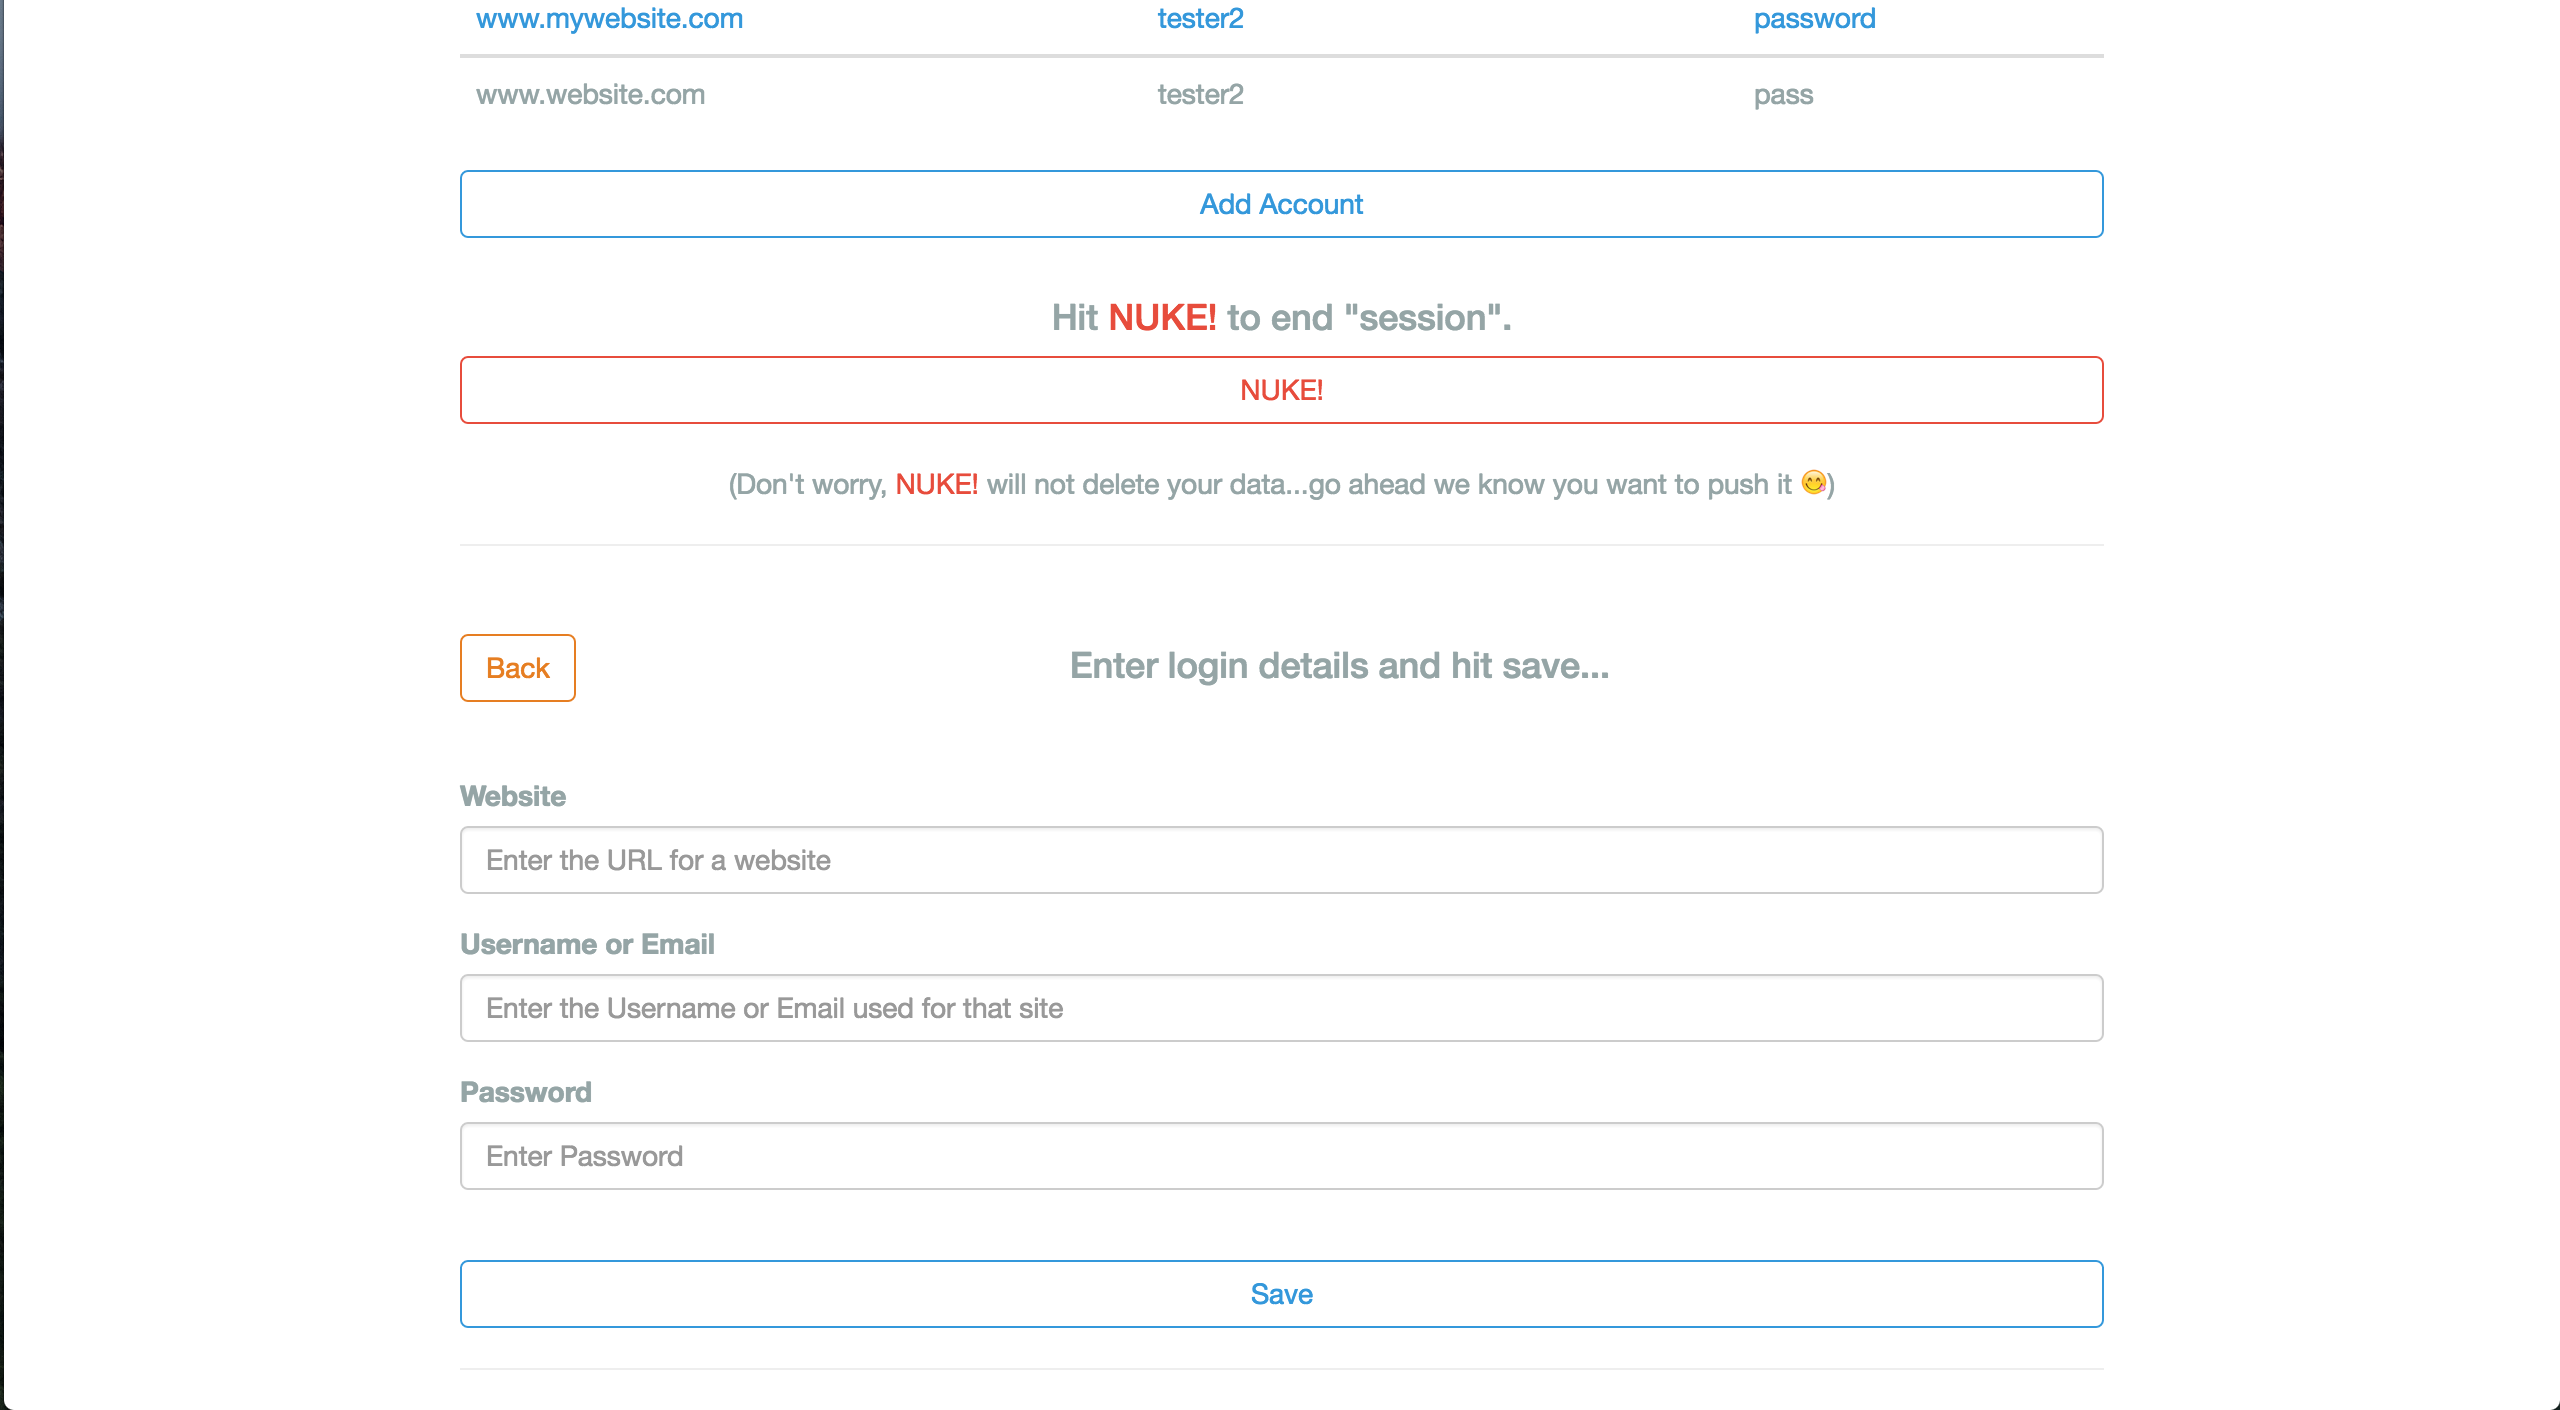 www.mywebsite.com tester2 password
www.website.com tester2 pass
Add Account
Hit NUKE! to end "session".
NUKE!
(Don't worry, NUKE! will not delete your data...go ahead we know you want to push it 😋)
Back Enter login details and hit save...
Website
Enter the URL for a website
Username or Email
Enter the Username or Email used for that site
Password
Enter Password
Save